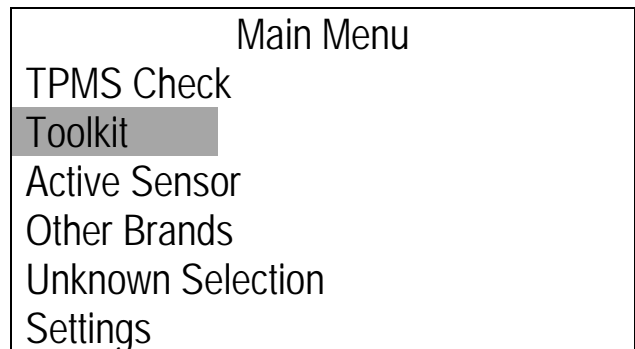 Main Menu
TPMS Check
Toolkit
Active Sensor
Other Brands
Unknown Selection
Settings